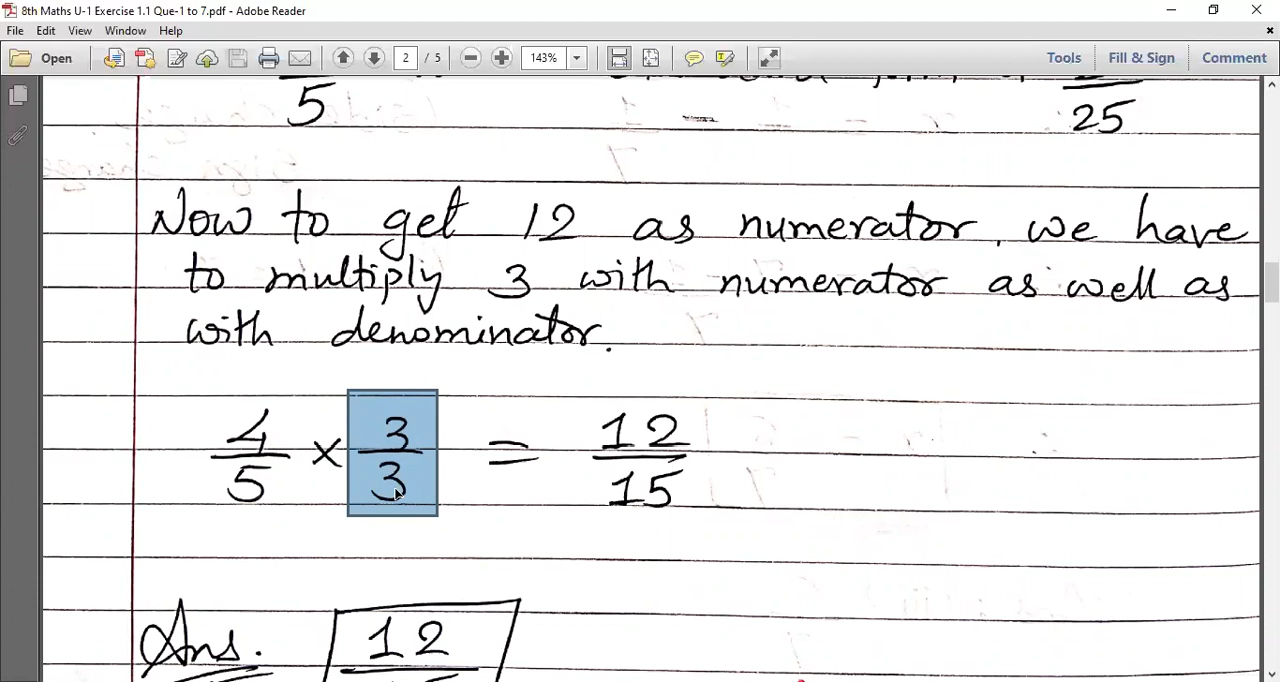 8th Maths U-1 Exercise 1.1 Que-1 to 7.pdf - Adobe Reader
File Edit View Window Help
Open 2 / 5 143% Tools Fill & Sign Comment
5 25
Now to get 12 as numerator, we have
to multiply 3 with numerator as well as
with denominator.
4/5 × 3/3 = 12/15
Ans. 12